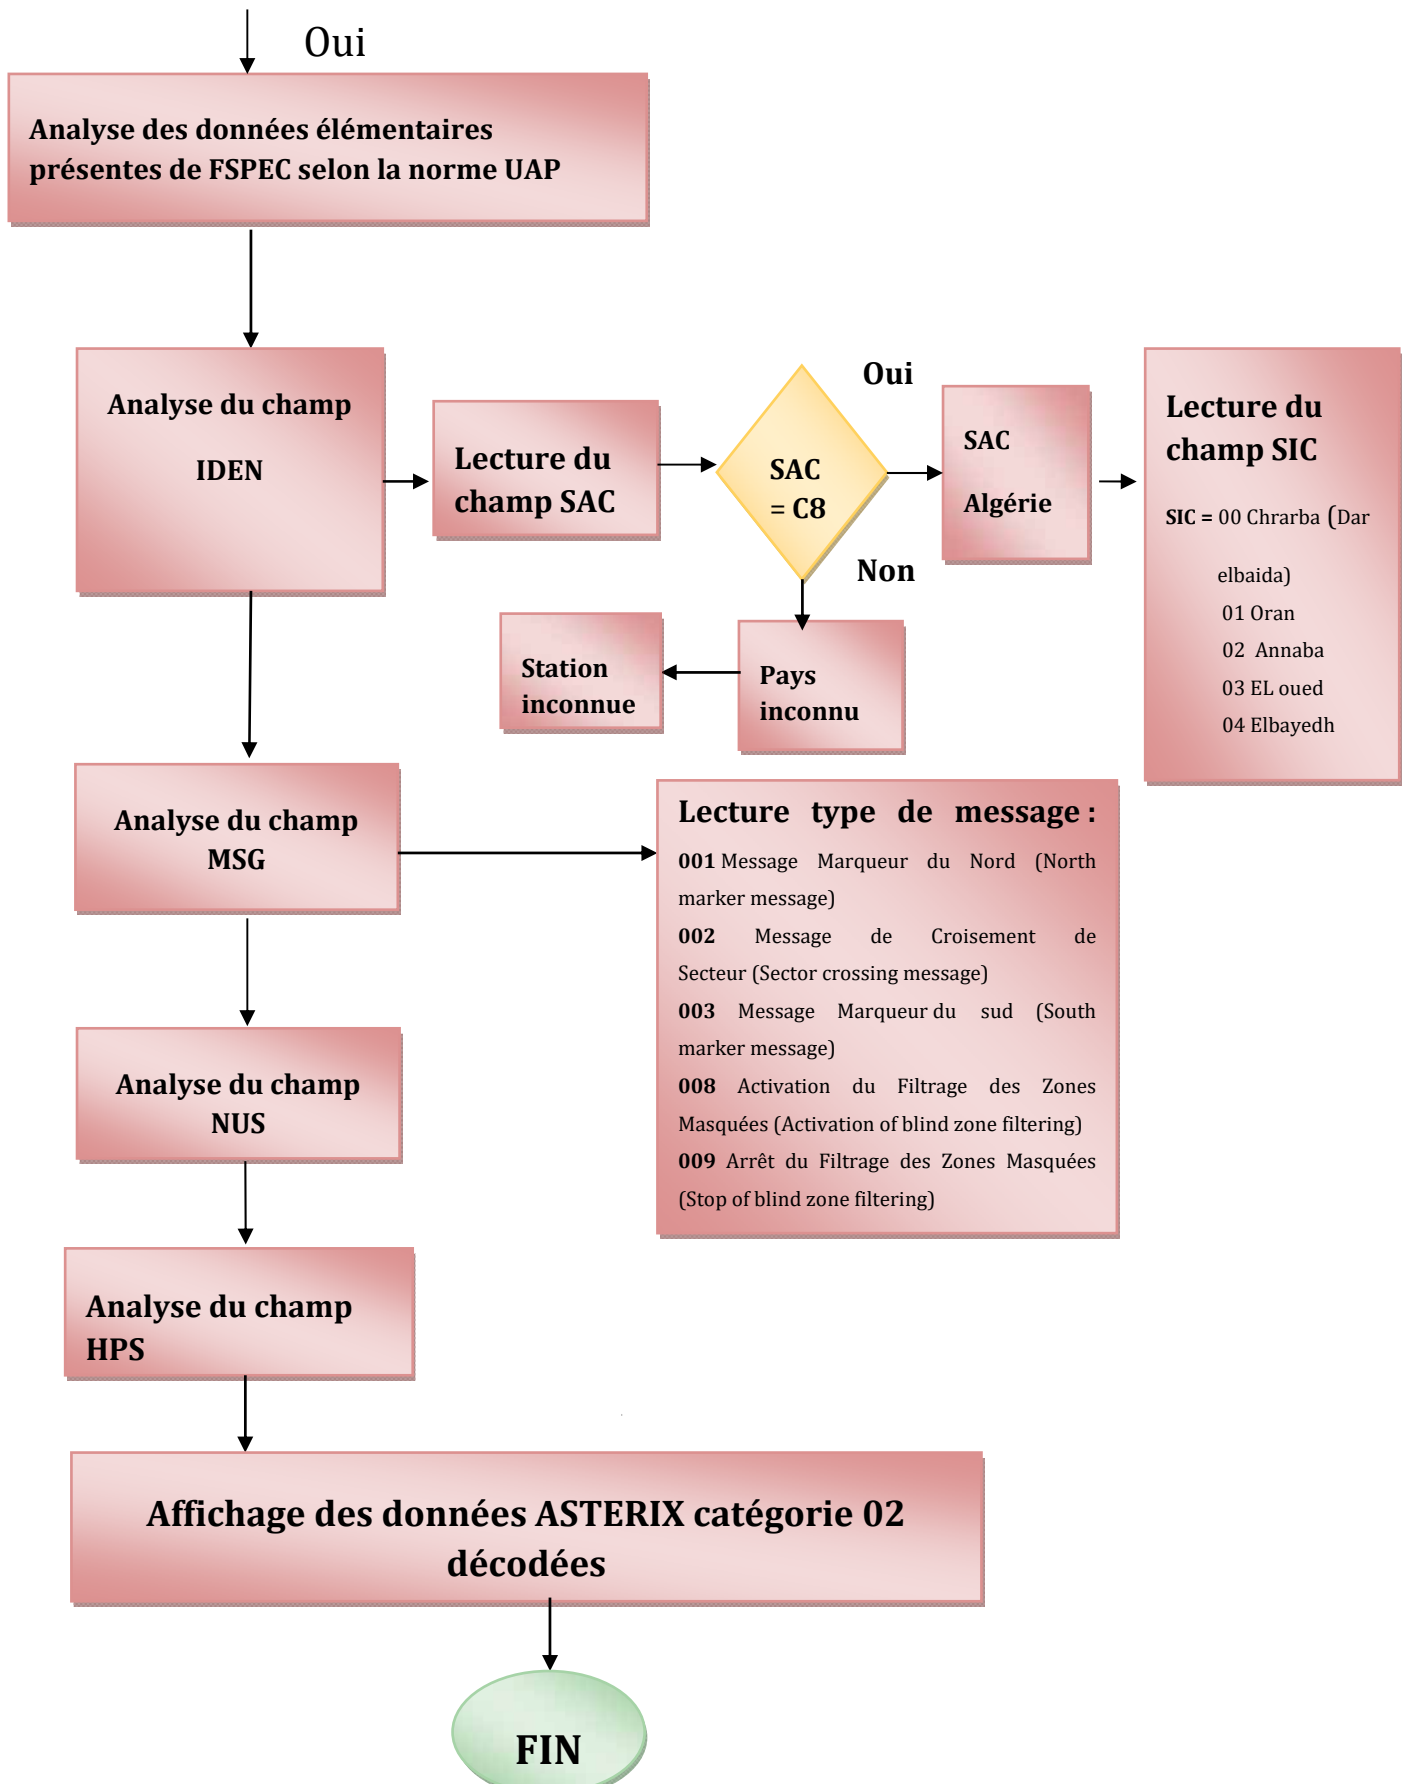 Oui
Analyse des données élémentaires
présentes de FSPEC selon la norme UAP
Analyse du champ
IDEN
Lecture du
champ SAC
SAC
= C8
Oui
Non
SAC
Algérie
Lecture du
champ SIC
SIC = 00 Chrarba (Dar
elbaida)
01 Oran
02 Annaba
03 EL oued
04 Elbayedh
Pays
inconnu
Station
inconnue
Analyse du champ
MSG
Lecture type de message :
001 Message Marqueur du Nord (North
marker message)
002 Message de Croisement de
Secteur (Sector crossing message)
003 Message Marqueur du sud (South
marker message)
008 Activation du Filtrage des Zones
Masquées (Activation of blind zone filtering)
009 Arrêt du Filtrage des Zones Masquées
(Stop of blind zone filtering)
Analyse du champ
NUS
Analyse du champ
HPS
Affichage des données ASTERIX catégorie 02
décodées
FIN